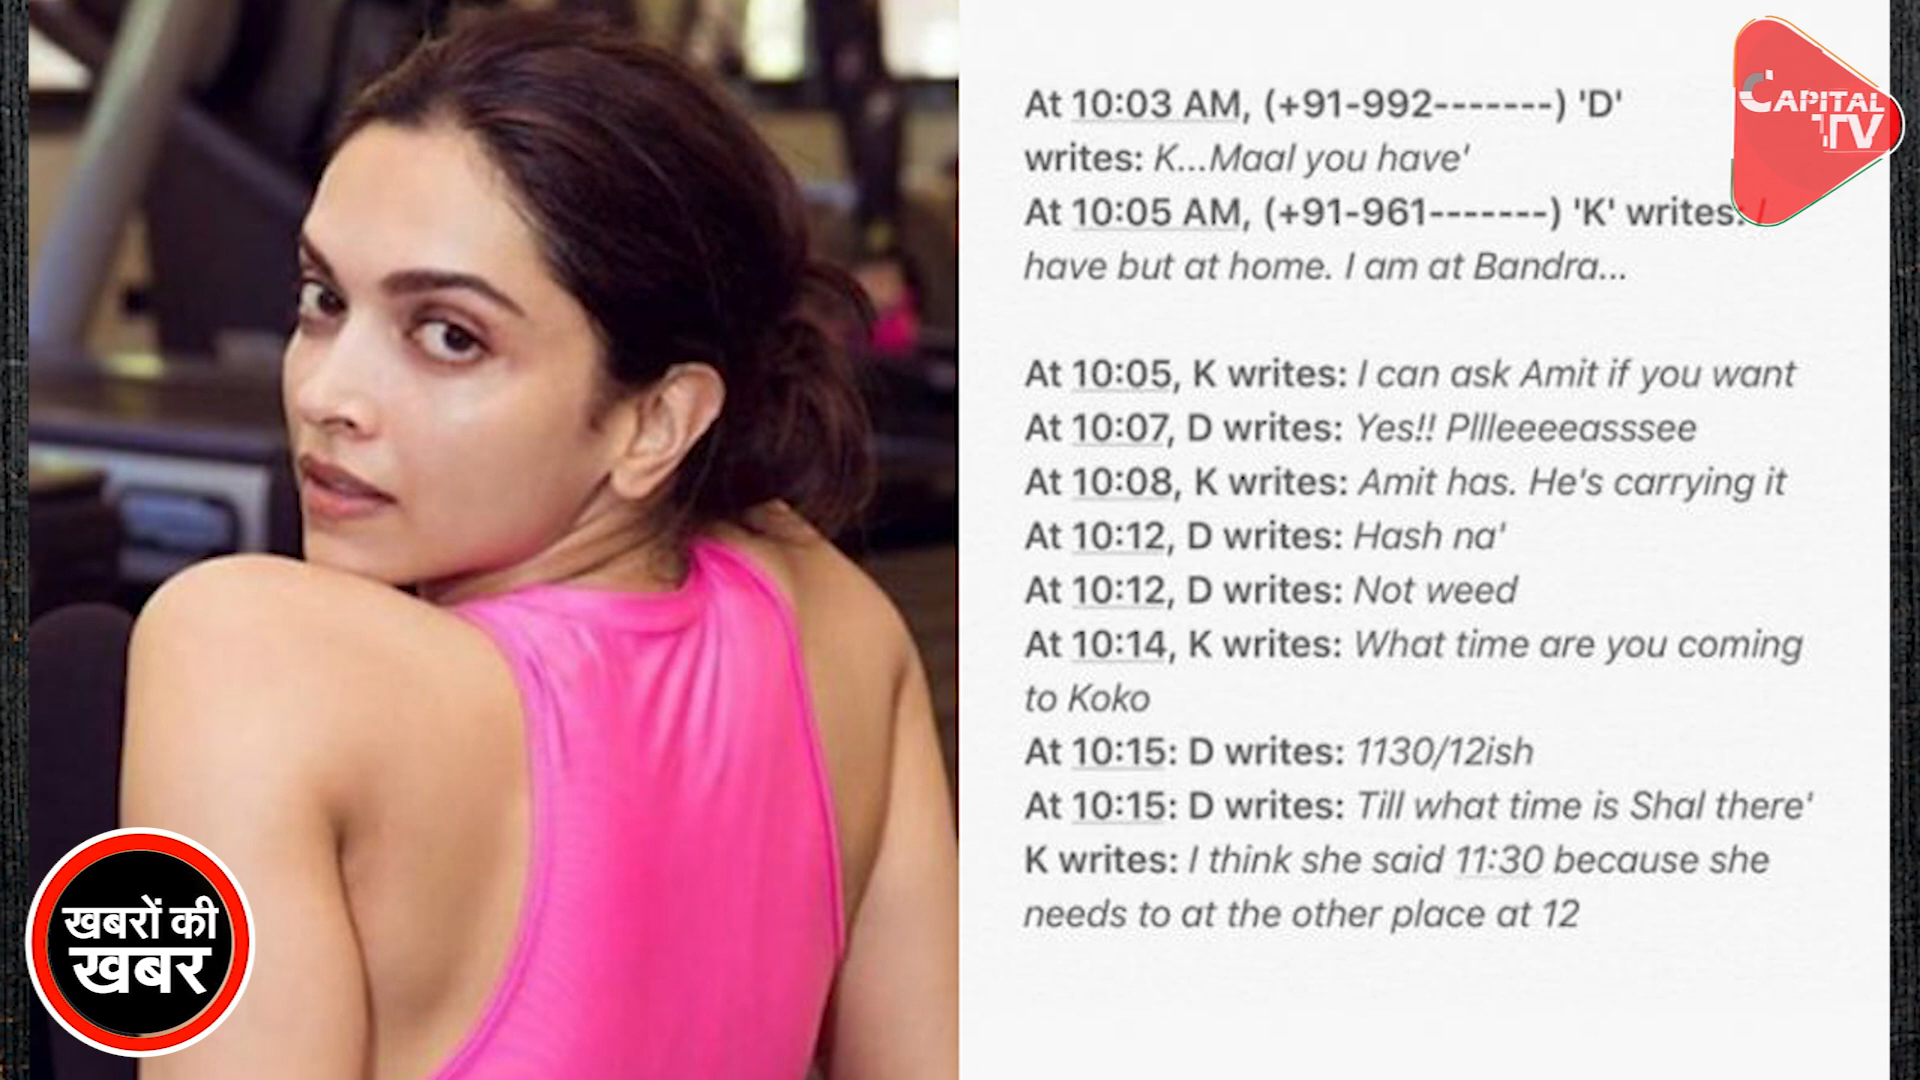 At 10:03 AM, (+91-992-------) 'D'
writes: K...Maal you have'
At 10:05 AM, (+91-961-------) 'K' writes: I
have but at home. I am at Bandra...
At 10:05, K writes: I can ask Amit if you want
At 10:07, D writes: Yes!! Pllleeeeasssee
At 10:08, K writes: Amit has. He's carrying it
At 10:12, D writes: Hash na'
At 10:12, D writes: Not weed
At 10:14, K writes: What time are you coming
to Koko
At 10:15: D writes: 1130/12ish
At 10:15: D writes: Till what time is Shal there'
K writes: I think she said 11:30 because she
needs to at the other place at 12
CAPITAL
TV
खबरों की
खबर